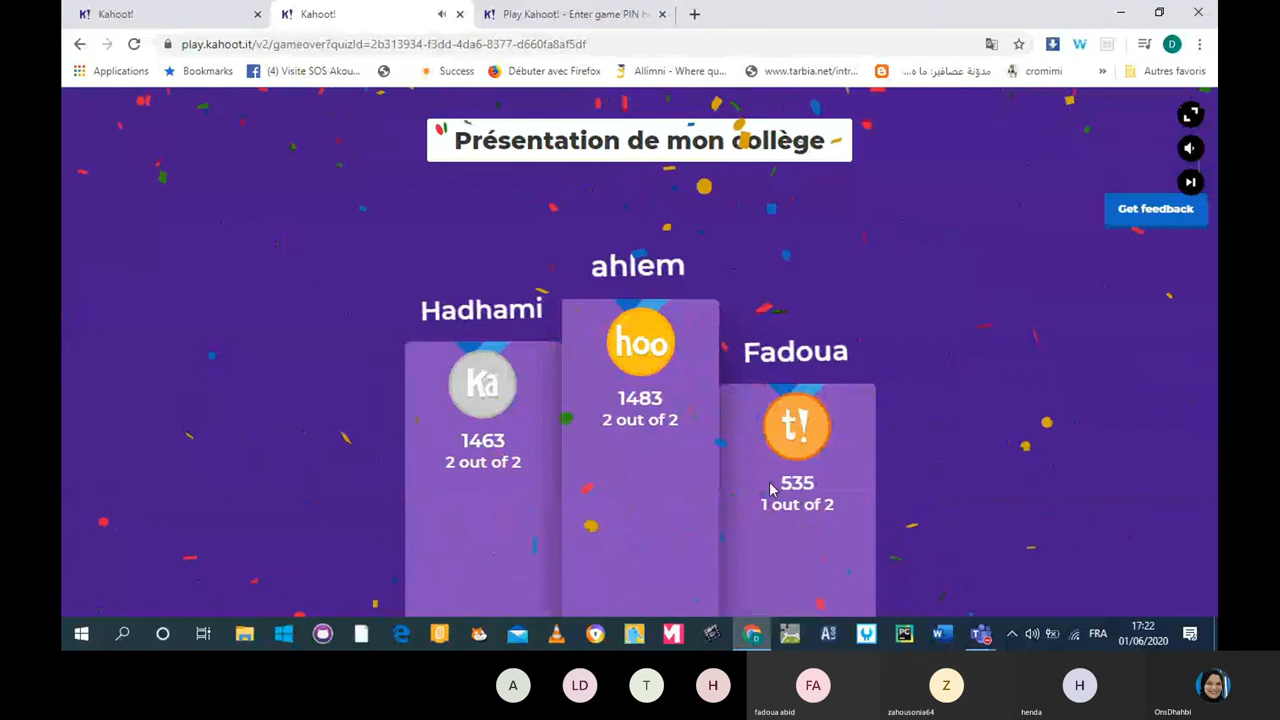 Kahoot!
Kahoot!
Play Kahoot! - Enter game PIN h
play.kahoot.it/v2/gameover?quizId=2b313934-f3dd-4da6-8377-d660fa8af5df
Applications
Bookmarks
(4) Visite SOS Akou...
Success
Débuter avec Firefox
Allimni - Where qu...
www.tarbia.net/intr...
مدوّنة عصافير: ما ه...
cromimi
»
Autres favoris
D
Présentation de mon collège
Get feedback
ahlem
Hadhami
Fadoua
hoo
Ka
t!
1483
2 out of 2
1463
2 out of 2
535
1 out of 2
FRA
17:22
01/06/2020
A
LD
T
H
FA
Z
H
fadoua abid
zahousonia64
henda
OnsDhahbi